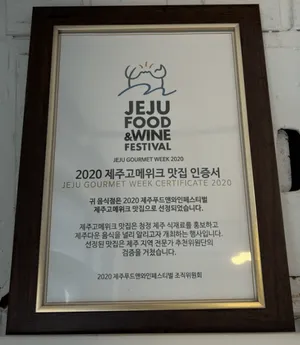 JEJU
FOOD
&WINE
FESTIVAL
JEJU GOURMET WEEK 2020
2020 제주고메위크 맛집 인증서
JEJU GOURMET WEEK CERTIFICATE 2020
귀 음식점은 2020 제주푸드앤와인페스티벌
제주고메위크 맛집으로 선정되었습니다.
제주고메위크는 청정 제주 식재료를 홍보하고
제주다운 음식을 널리 알리고자 개최하는 행사입니다.
선정된 맛집은 제주 지역 전문가 추천위원단의
검증을 거쳤습니다.
2020 제주푸드앤와인페스티벌 조직위원회